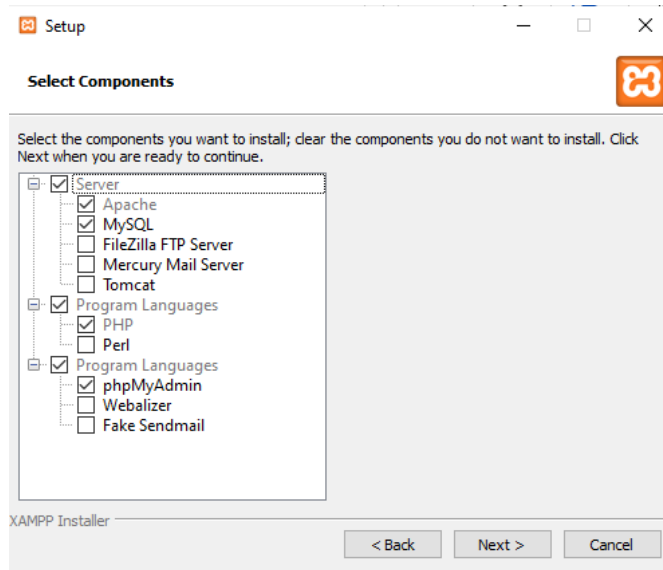 Setup
Select Components
Select the components you want to install; clear the components you do not want to install. Click
Next when you are ready to continue.
Server
Apache
MySQL
FileZilla FTP Server
Mercury Mail Server
Tomcat
Program Languages
PHP
Perl
Program Languages
phpMyAdmin
Webalizer
Fake Sendmail
XAMPP Installer
< Back Next > Cancel